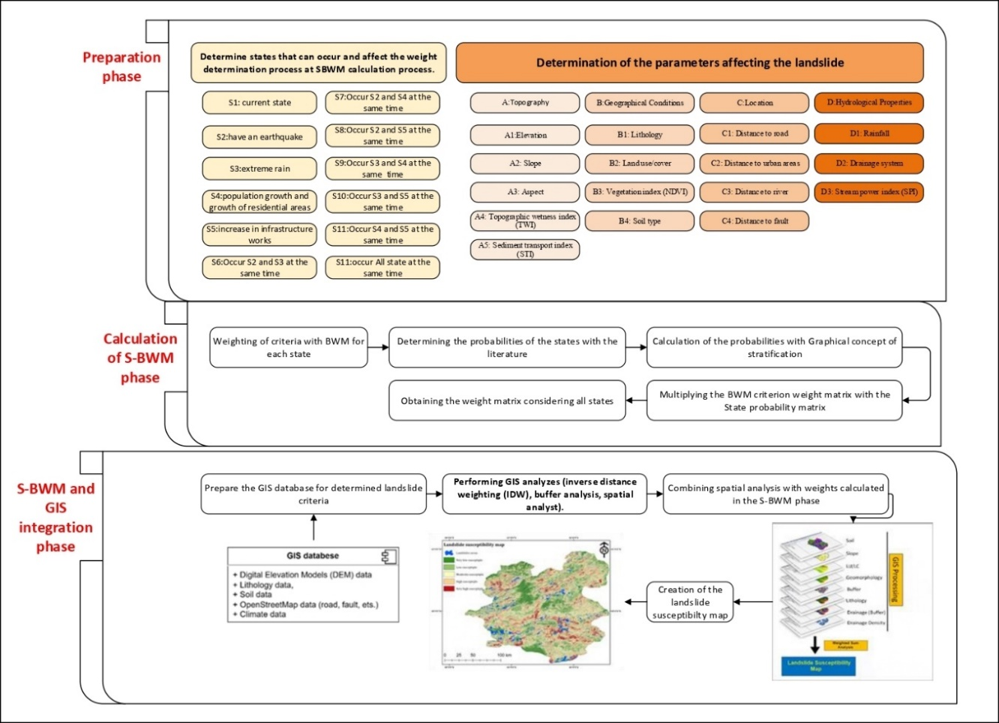 Preparation
phase
Determine states that can occur and affect the weight
determination process at SBWM calculation process.
S1: current state
S2:have an earthquake
S3:extreme rain
S4:population growth and
growth of residential areas
S5:increase in infrastructure
works
S6:Occur S2 and S3 at the
same time
S7:Occur S2 and S4 at the
same time
S8:Occur S2 and S5 at the
same time
S9:Occur S3 and S4 at the
same time
S10:Occur S3 and S5 at the
same time
S11:Occur S4 and S5 at the
same time
S11:occur All state at the
same time
Determination of the parameters affecting the landslide
A:Topography
A1:Elevation
A2: Slope
A3: Aspect
A4: Topographic wetness index
(TWI)
A5: Sediment transport index
(STI)
B:Geographical Conditions
B1: Lithology
B2: Landuse/cover
B3: Vegetation index (NDVI)
B4: Soil type
C:Location
C1: Distance to road
C2: Distance to urban areas
C3: Distance to river
C4: Distance to fault
D:Hydrological Properties
D1: Rainfall
D2: Drainage system
D3: Stream power index (SPI)
Calculation
of S-BWM
phase
Weighting of criteria with BWM for
each state
Determining the probabilities of the states with the
literature
Calculation of the probabilities with Graphical concept of
stratification
Multiplying the BWM criterion weight matrix with the
State probability matrix
Obtaining the weight matrix considering all states
S-BWM and
GIS
integration
phase
Prepare the GIS database for determined landslide
criteria
Performing GIS analyzes (inverse distance
weighting (IDW), buffer analysis, spatial
analyst).
Combining spatial analysis with weights calculated
in the S-BWM phase
GIS databese
+ Digital Elevation Models (DEM) data
+ Lithology data,
+ Soil data
+ OpenStreetMap data (road, fault, ets.)
+ Climate data
Landslide susceptibility map
N
0 25 50 100 km
Creation of the
landslide
susceptibilty map
Soil
Slope
LULC
Geomorphology
Buffer
Lithology
Drainage (Buffer)
Drainage Density
GIS Processing
Weighted Sum
Analysis
Landslide Susceptibility
Map